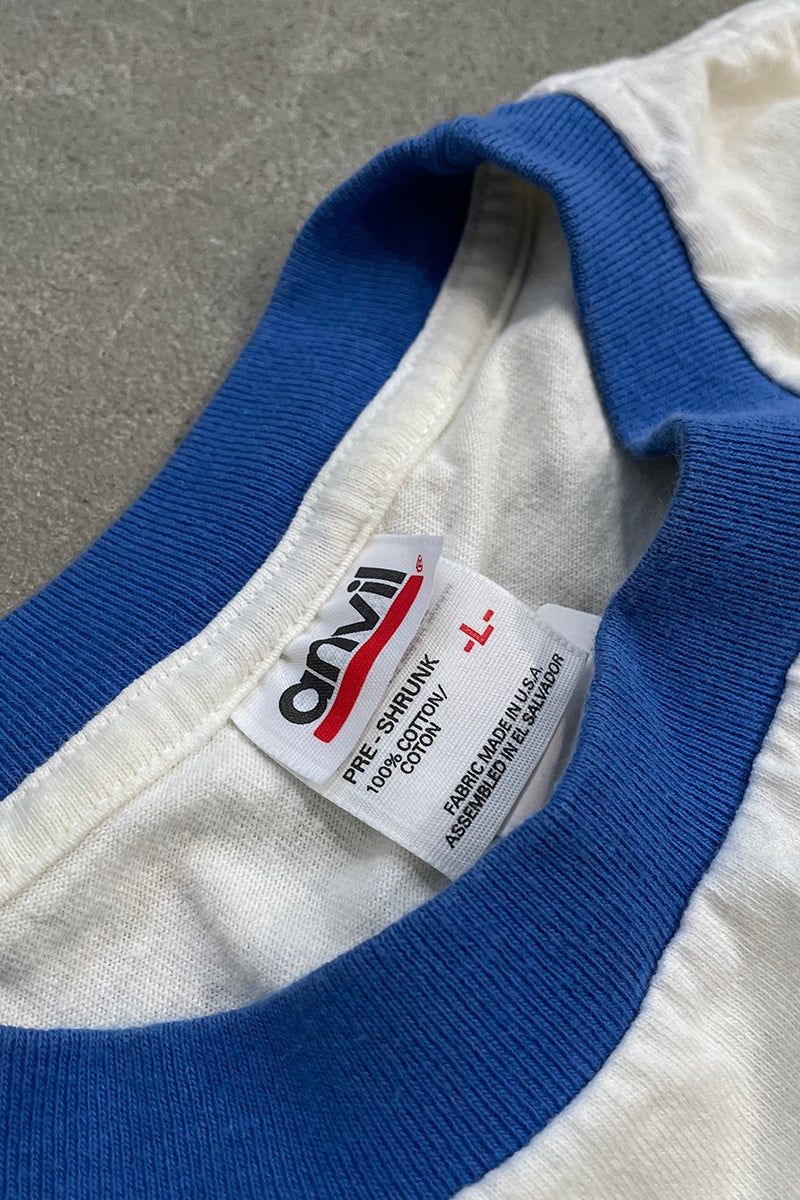 anvil®
-L-
PRE-SHRUNK
100% COTTON/
COTON
FABRIC MADE IN U.S.A.
ASSEMBLED IN EL SALVADOR